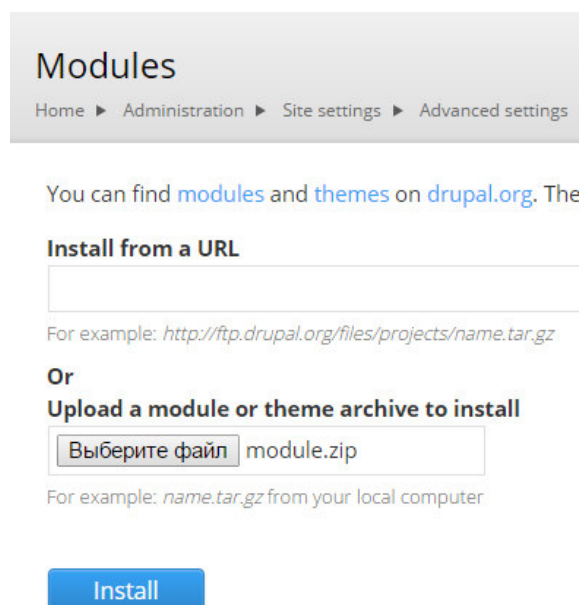 Modules
Home ▶ Administration ▶ Site settings ▶ Advanced settings
You can find modules and themes on drupal.org. The
Install from a URL
For example: http://ftp.drupal.org/files/projects/name.tar.gz
Or
Upload a module or theme archive to install
Выберите файл module.zip
For example: name.tar.gz from your local computer
Install